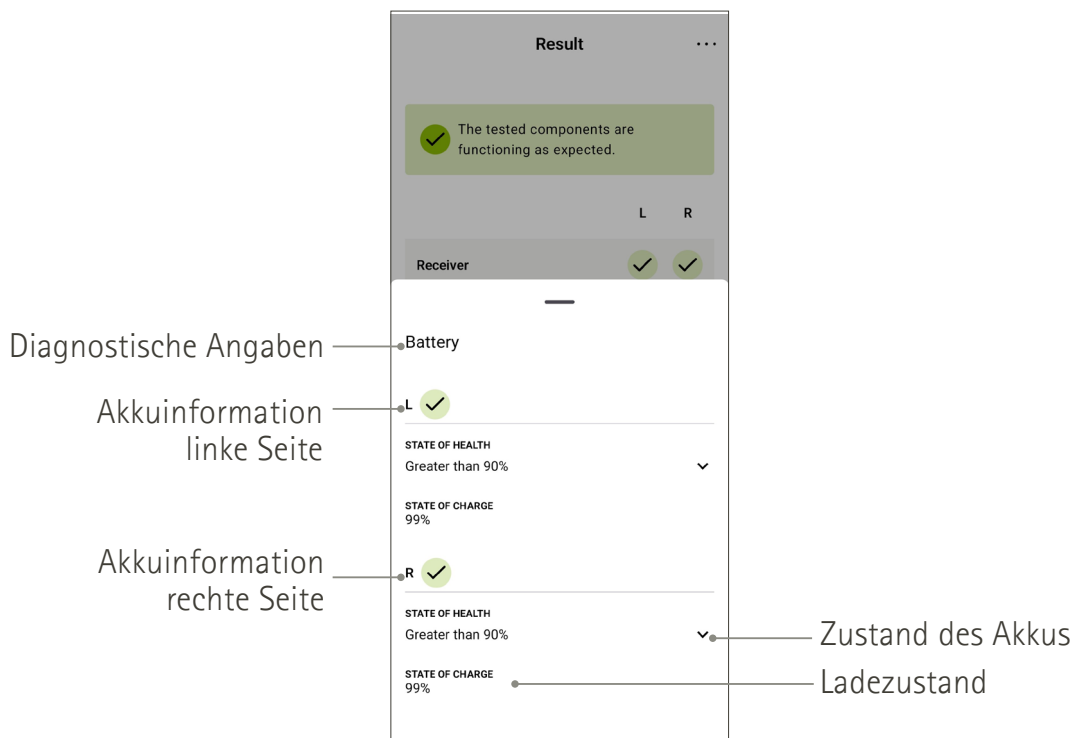 Result
The tested components are
functioning as expected.
L R
Receiver
Diagnostische Angaben
Battery
Akkuinformation
linke Seite
L
STATE OF HEALTH
Greater than 90%
STATE OF CHARGE
99%
Akkuinformation
rechte Seite
R
STATE OF HEALTH
Greater than 90%
Zustand des Akkus
STATE OF CHARGE
99%
Ladezustand